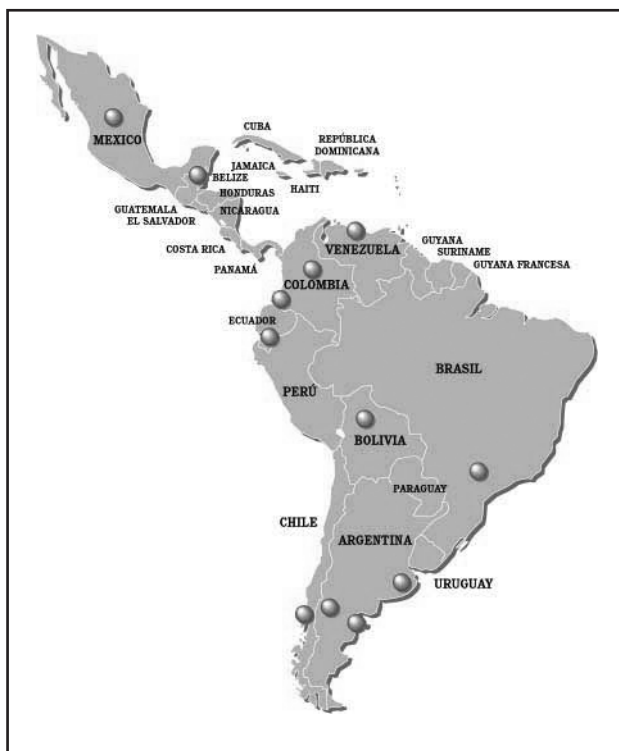 MEXICO
CUBA
REPÚBLICA
DOMINICANA
JAMAICA
BELIZE
HAITI
HONDURAS
GUATEMALA
NICARAGUA
EL SALVADOR
COSTA RICA
PANAMÁ
VENEZUELA
GUYANA
SURINAME
GUYANA FRANCESA
COLOMBIA
ECUADOR
BRASIL
PERÚ
BOLIVIA
PARAGUAY
CHILE
ARGENTINA
URUGUAY